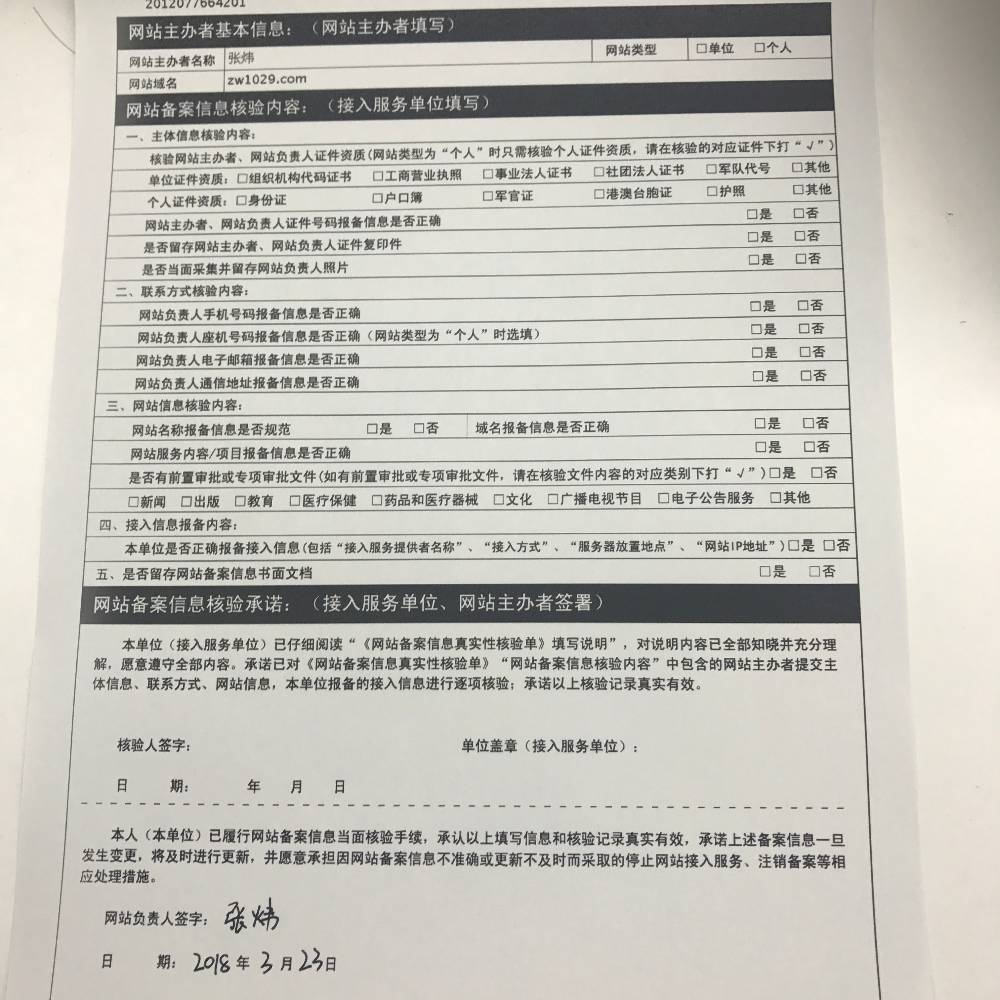 2012077664201
网站主办者基本信息：（网站主办者填写）
网站主办者名称 张炜 网站类型 □单位 □个人
网站域名 zw1029.com
网站备案信息核验内容：（接入服务单位填写）
一、主体信息核验内容：
核验网站主办者、网站负责人证件资质(网站类型为“个人”时只需核验个人证件资质，请在核验的对应证件下打“√”)
单位证件资质：□组织机构代码证书 □工商营业执照 □事业法人证书 □社团法人证书 □军队代号 □其他
个人证件资质：□身份证 □户口簿 □军官证 □港澳台胞证 □护照 □其他
网站主办者、网站负责人证件号码报备信息是否正确 □是 □否
是否留存网站主办者、网站负责人证件复印件 □是 □否
是否当面采集并留存网站负责人照片 □是 □否
二、联系方式核验内容：
网站负责人手机号码报备信息是否正确 □是 □否
网站负责人座机号码报备信息是否正确（网站类型为“个人”时选填） □是 □否
网站负责人电子邮箱报备信息是否正确 □是 □否
网站负责人通信地址报备信息是否正确 □是 □否
三、网站信息核验内容：
网站名称报备信息是否规范 □是 □否 域名报备信息是否正确 □是 □否
网站服务内容/项目报备信息是否正确 □是 □否
是否有前置审批或专项审批文件(如有前置审批或专项审批文件，请在核验文件内容的对应类别下打“√”)□是 □否
□新闻 □出版 □教育 □医疗保健 □药品和医疗器械 □文化 □广播电视节目 □电子公告服务 □其他
四、接入信息报备内容：
本单位是否正确报备接入信息(包括“接入服务提供者名称”、“接入方式”、“服务器放置地点”、“网站IP地址”)□是 □否
五、是否留存网站备案信息书面文档 □是 □否
网站备案信息核验承诺：（接入服务单位、网站主办者签署）
本单位（接入服务单位）已仔细阅读“《网站备案信息真实性核验单》填写说明”，对说明内容已全部知晓并充分理
解，愿意遵守全部内容。承诺已对《网站备案信息真实性核验单》“网站备案信息核验内容”中包含的网站主办者提交主
体信息、联系方式、网站信息，本单位报备的接入信息进行逐项核验；承诺以上核验记录真实有效。
核验人签字： 单位盖章（接入服务单位）：
日 期： 年 月 日
本人（本单位）已履行网站备案信息当面核验手续，承认以上填写信息和核验记录真实有效，承诺上述备案信息一旦
发生变更，将及时进行更新，并愿意承担因网站备案信息不准确或更新不及时而采取的停止网站接入服务、注销备案等相
应处理措施。
网站负责人签字：张炜
日 期：2018年3月23日